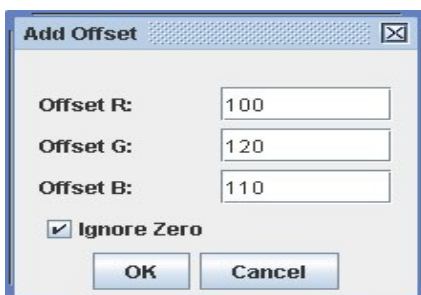 Add Offset
Offset R: 100
Offset G: 120
Offset B: 110
Ignore Zero
OK Cancel